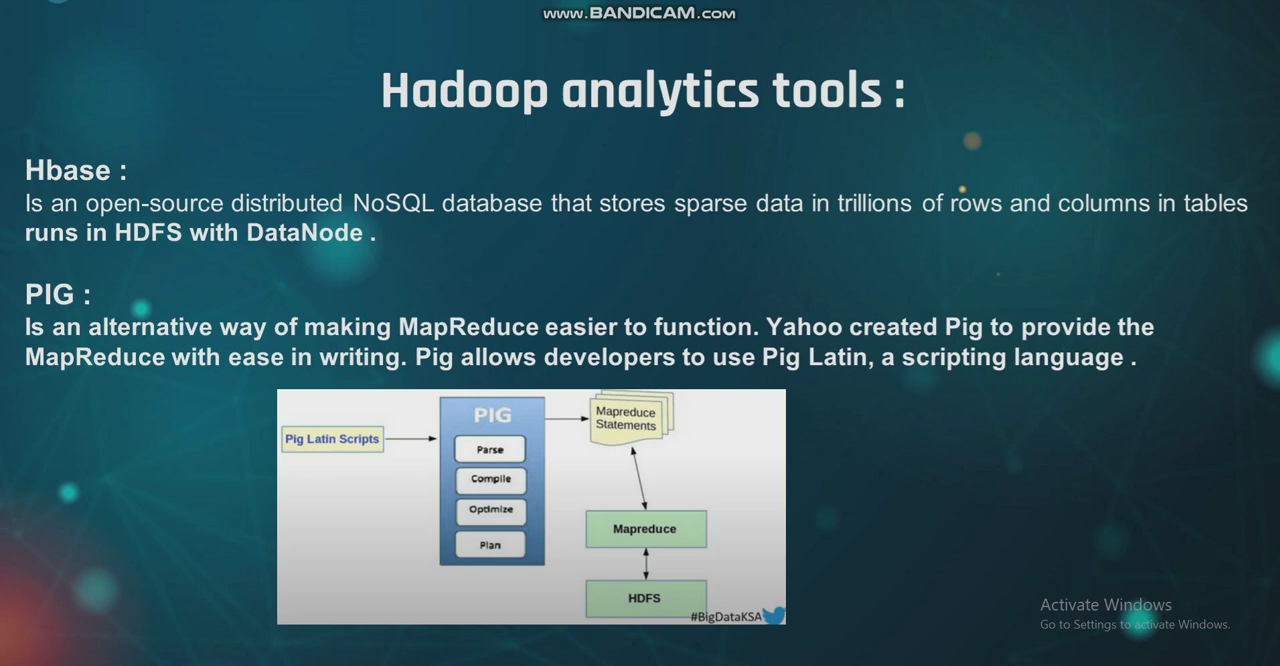 www.BANDICAM.com
Hadoop analytics tools :
Hbase :
Is an open-source distributed NoSQL database that stores sparse data in trillions of rows and columns in tables
runs in HDFS with DataNode .
PIG :
Is an alternative way of making MapReduce easier to function. Yahoo created Pig to provide the
MapReduce with ease in writing. Pig allows developers to use Pig Latin, a scripting language .
Pig Latin Scripts
PIG
Parse
Compile
Optimize
Plan
Mapreduce
Statements
Mapreduce
HDFS
#BigDataKSA
Activate Windows
Go to Settings to activate Windows.